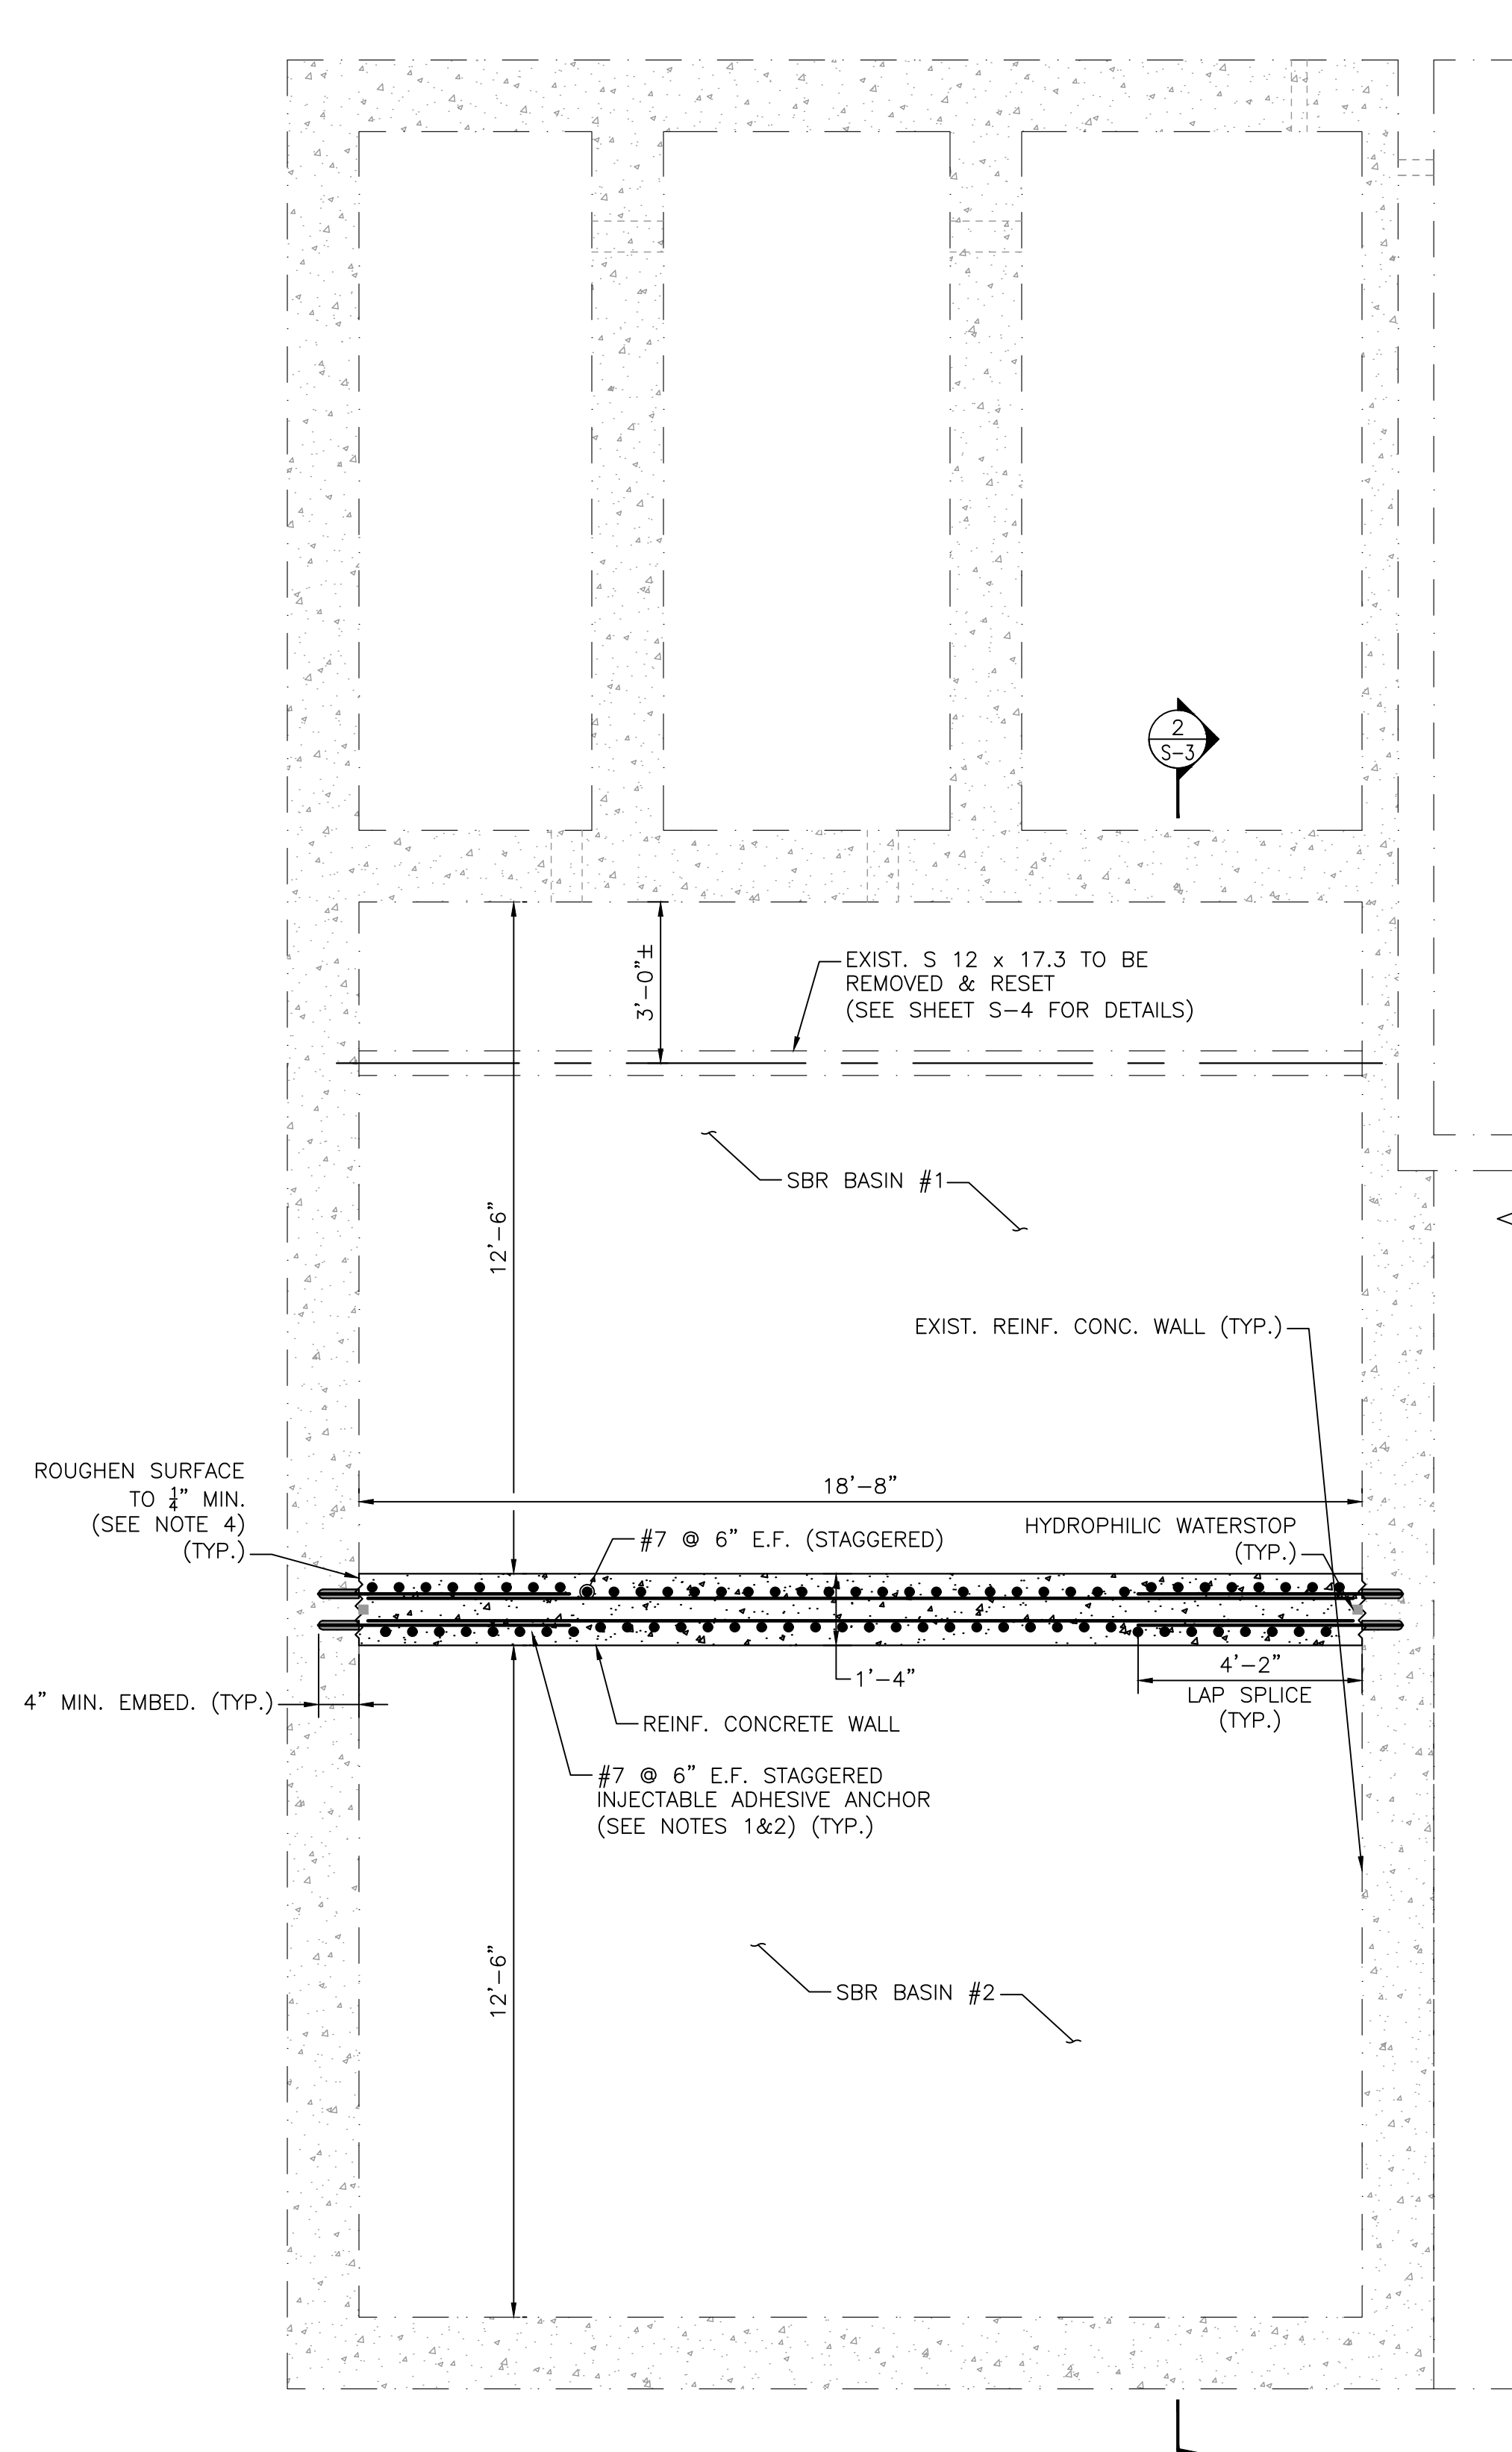 2
S-3
3'-0"±
EXIST. S 12 x 17.3 TO BE
REMOVED & RESET
(SEE SHEET S-4 FOR DETAILS)
SBR BASIN #1
12'-6"
EXIST. REINF. CONC. WALL (TYP.)
ROUGHEN SURFACE
TO 1/4" MIN.
(SEE NOTE 4)
(TYP.)
18'-8"
HYDROPHILIC WATERSTOP
(TYP.)
#7 @ 6" E.F. (STAGGERED)
4" MIN. EMBED. (TYP.)
1'-4"
4'-2"
LAP SPLICE
(TYP.)
REINF. CONCRETE WALL
#7 @ 6" E.F. STAGGERED
INJECTABLE ADHESIVE ANCHOR
(SEE NOTES 1&2) (TYP.)
12'-6"
SBR BASIN #2